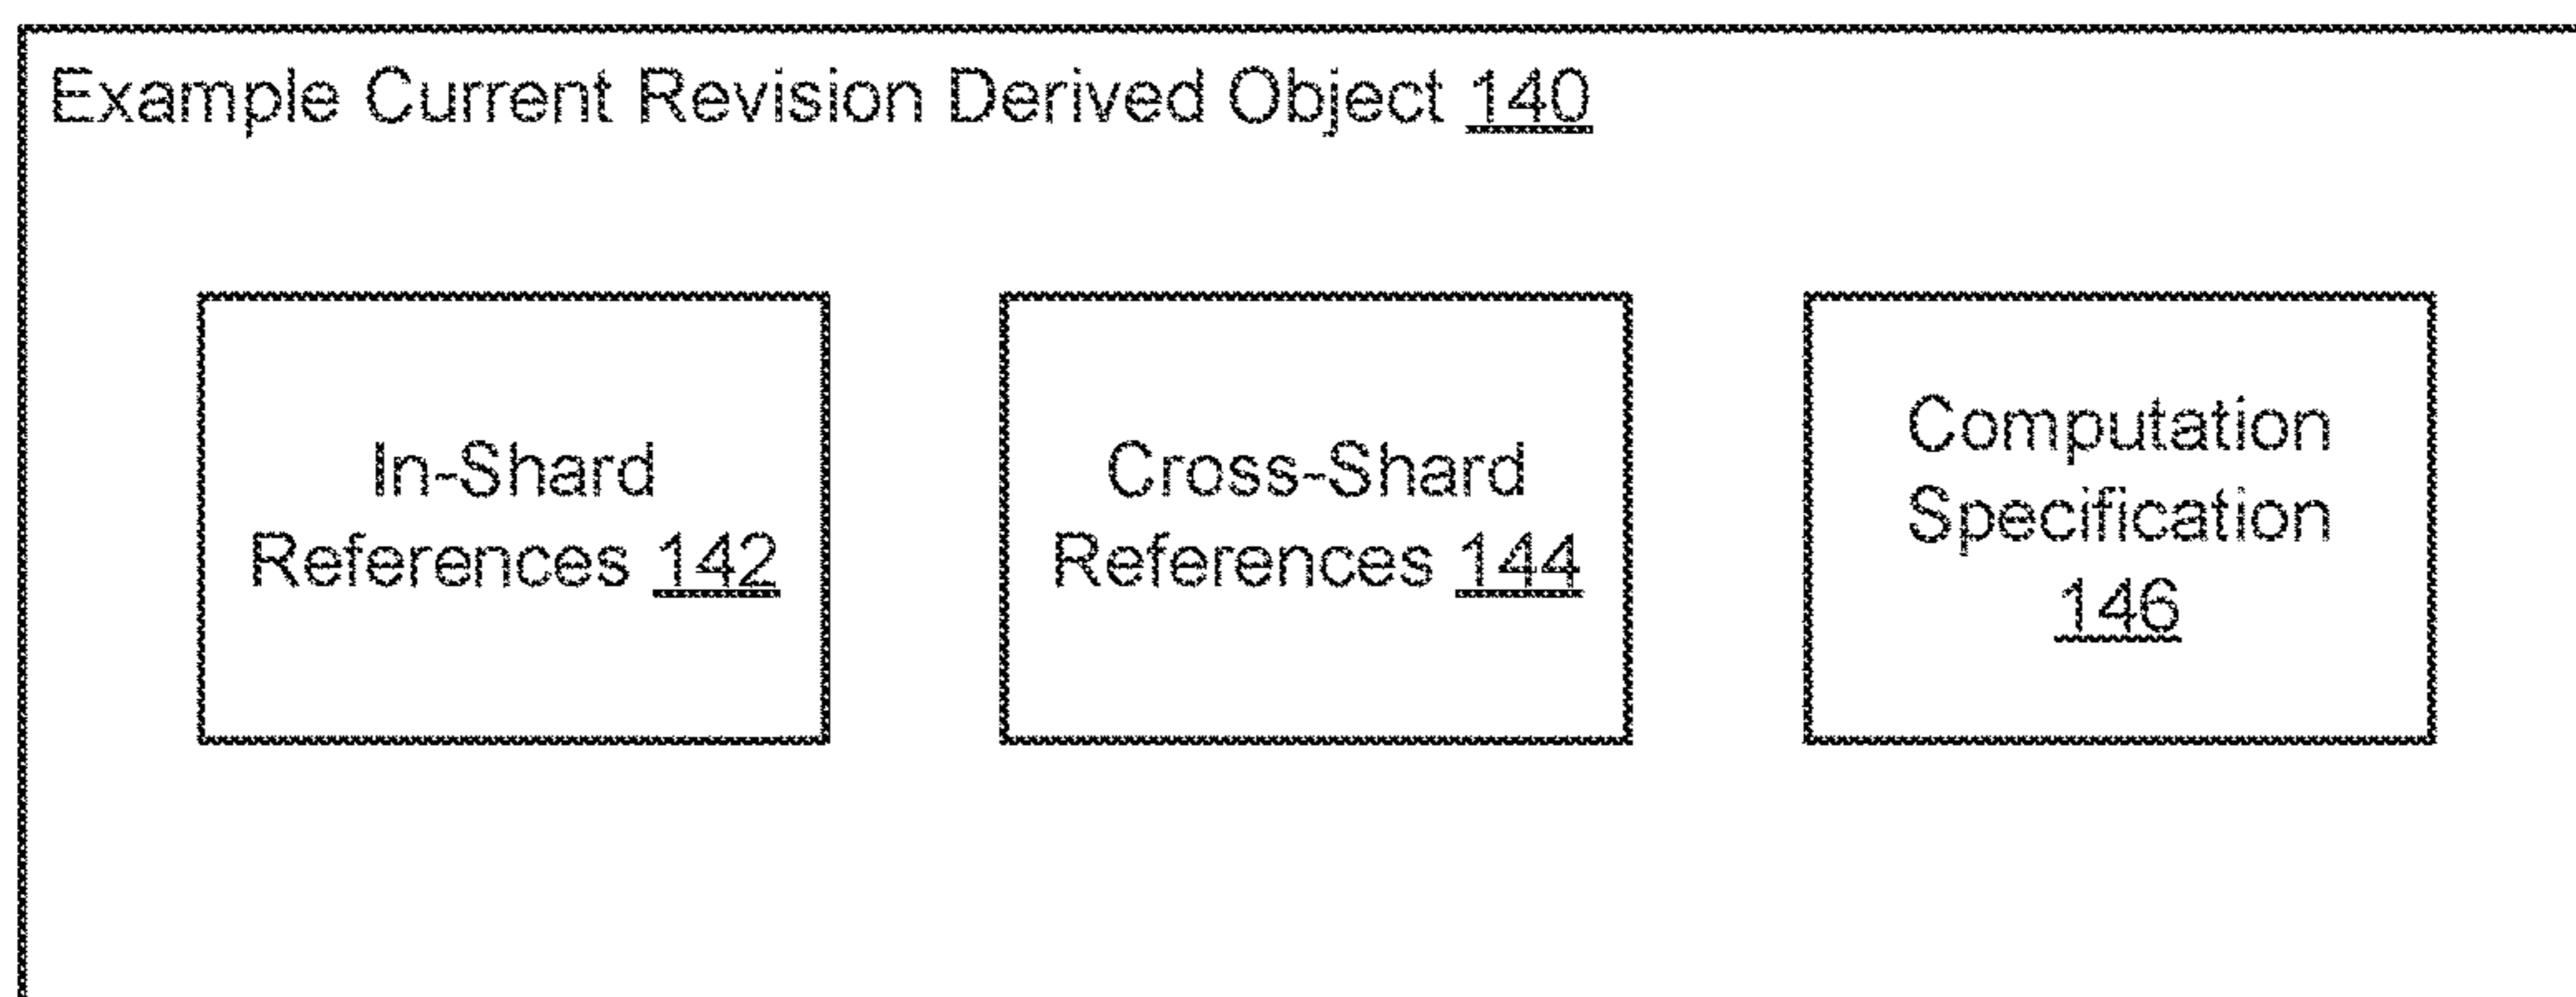 Example Current Revision Derived Object 140
In-Shard
References 142
Cross-Shard
References 144
Computation
Specification
146